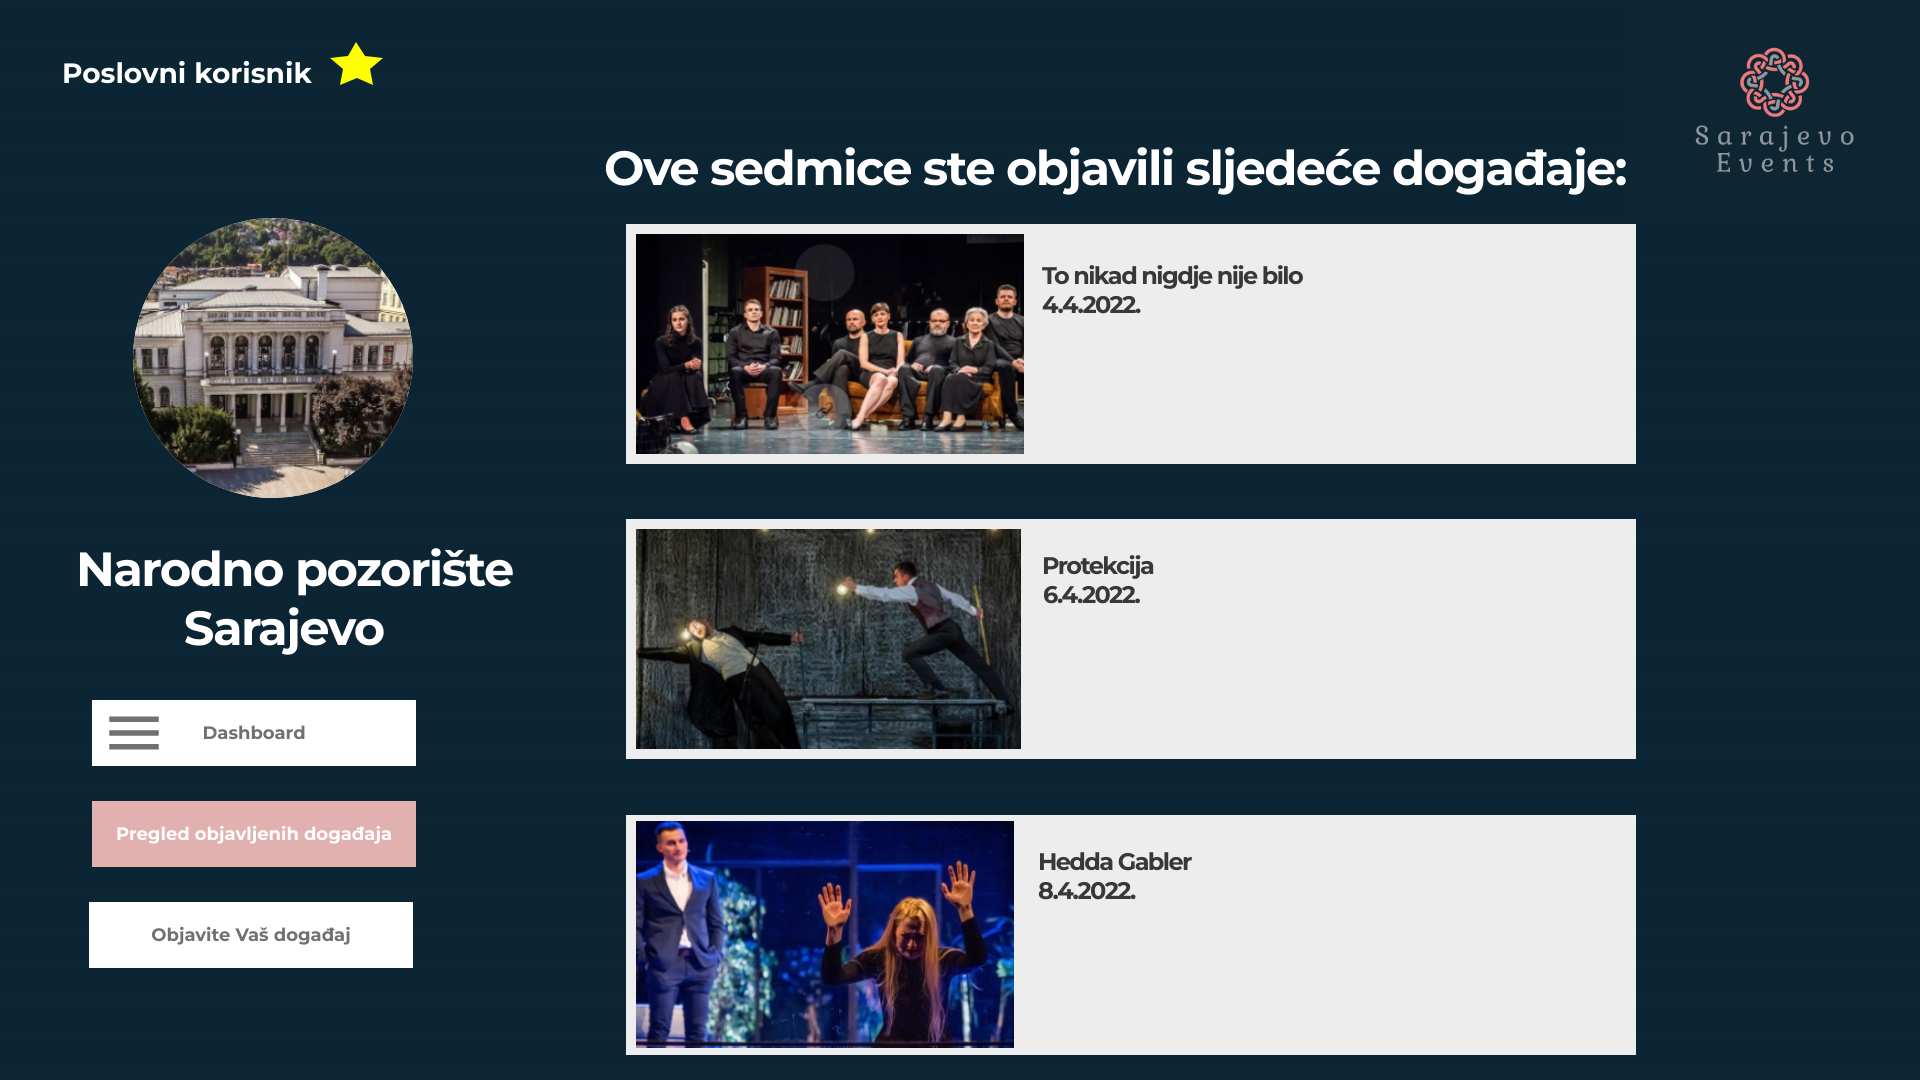 Poslovni korisnik
Sarajevo
Events
Ove sedmice ste objavili sljedeće događaje:
Narodno pozorište
Sarajevo
Dashboard
Pregled objavljenih događaja
Objavite Vaš događaj
To nikad nigdje nije bilo
4.4.2022.
Protekcija
6.4.2022.
Hedda Gabler
8.4.2022.